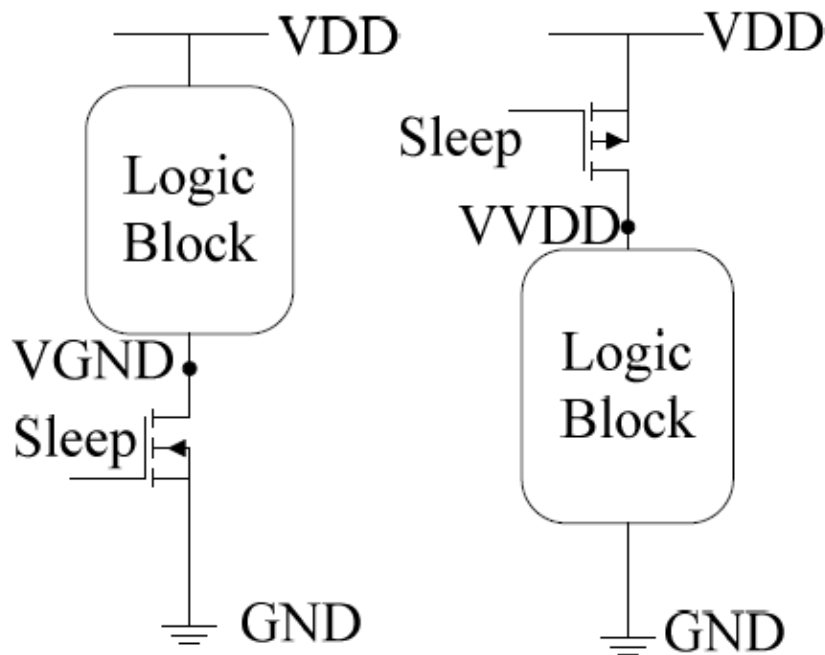 VDD
Logic
Block
VGND
Sleep
GND
VDD
Sleep
VVDD
Logic
Block
GND